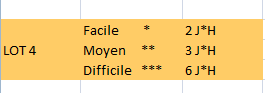 Facile * 2 J*H
LOT 4 Moyen ** 3 J*H
Difficile *** 6 J*H